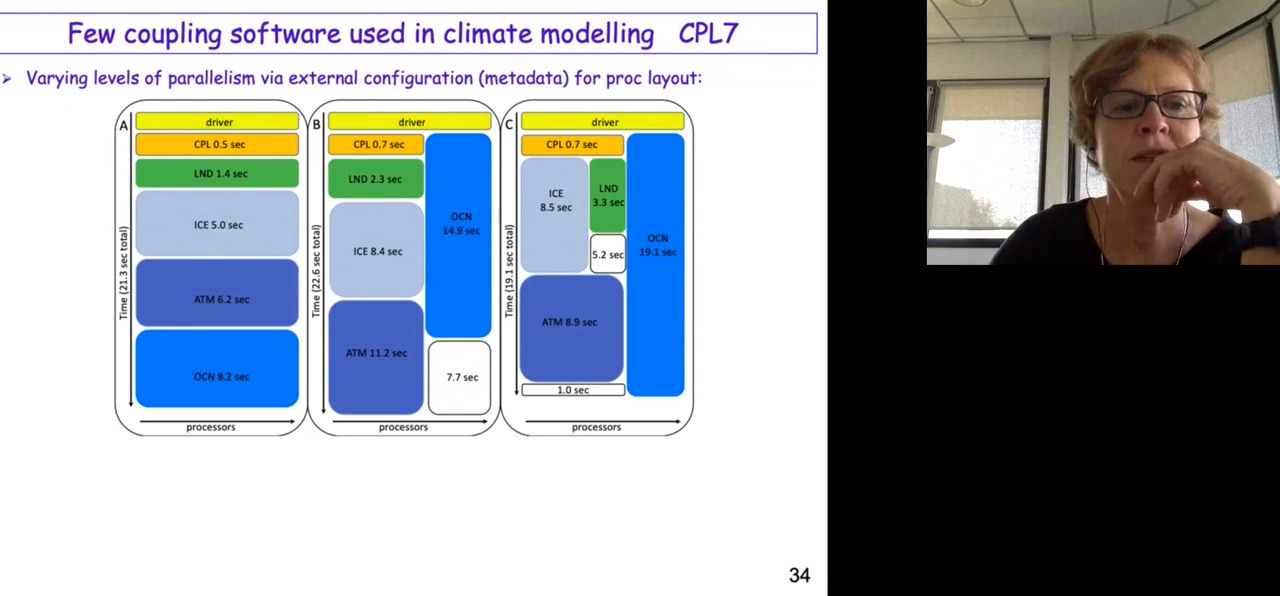 Few coupling software used in climate modelling CPL7
➢ Varying levels of parallelism via external configuration (metadata) for proc layout:
A
driver
CPL 0.5 sec
LND 1.4 sec
ICE 5.0 sec
ATM 6.2 sec
OCN 8.2 sec
Time (21.3 sec total)
processors
B
driver
CPL 0.7 sec
LND 2.3 sec
ICE 8.4 sec
ATM 11.2 sec
OCN
14.9 sec
7.7 sec
Time (22.6 sec total)
processors
C
driver
CPL 0.7 sec
ICE
8.5 sec
LND
3.3 sec
5.2 sec
ATM 8.9 sec
1.0 sec
OCN
19.1 sec
Time (19.1 sec total)
processors
34